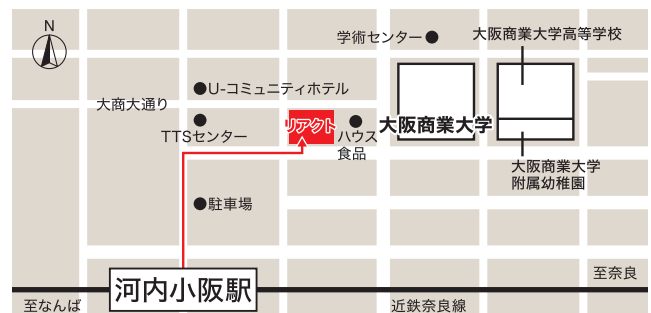 N
学術センター
大阪商業大学高等学校
U-コミュニティホテル
大商大通り
リアクト
TTSセンター
ハウス
食品
大阪商業大学
大阪商業大学
附属幼稚園
駐車場
至奈良
河内小阪駅
至なんば
近鉄奈良線